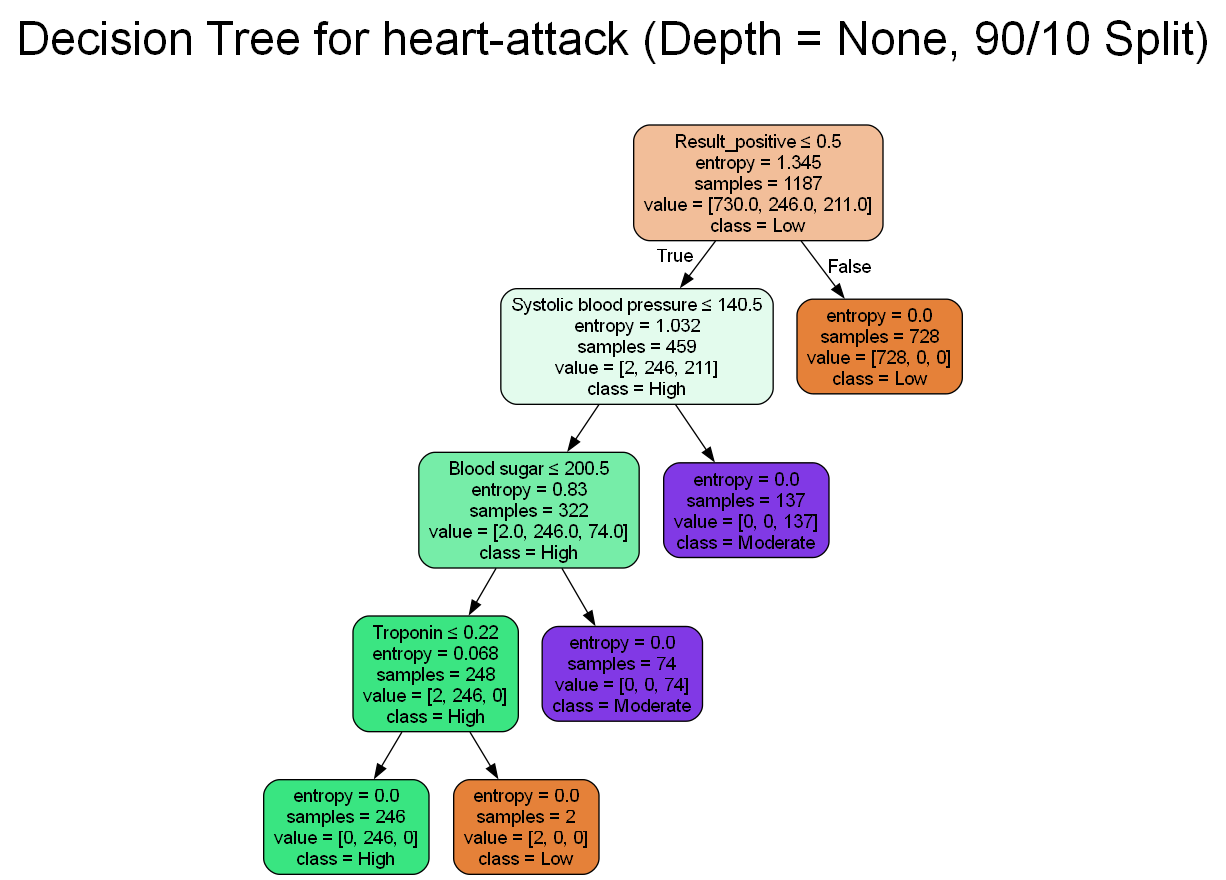 Decision Tree for heart-attack (Depth = None, 90/10 Split)
Result_positive ≤ 0.5
entropy = 1.345
samples = 1187
value = [730.0, 246.0, 211.0]
class = Low
True
False
Systolic blood pressure ≤ 140.5
entropy = 1.032
samples = 459
value = [2, 246, 211]
class = High
entropy = 0.0
samples = 728
value = [728, 0, 0]
class = Low
Blood sugar ≤ 200.5
entropy = 0.83
samples = 322
value = [2.0, 246.0, 74.0]
class = High
entropy = 0.0
samples = 137
value = [0, 0, 137]
class = Moderate
Troponin ≤ 0.22
entropy = 0.068
samples = 248
value = [2, 246, 0]
class = High
entropy = 0.0
samples = 74
value = [0, 0, 74]
class = Moderate
entropy = 0.0
samples = 246
value = [0, 246, 0]
class = High
entropy = 0.0
samples = 2
value = [2, 0, 0]
class = Low